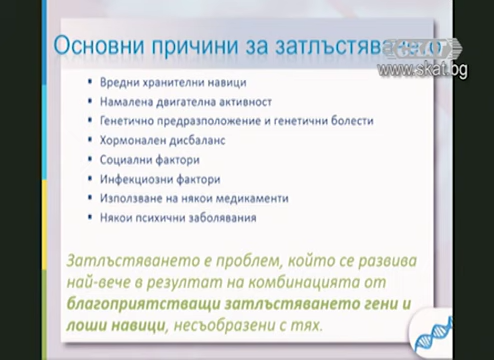 Основни причини за затлъстяването
www.skat.bg
Вредни хранителни навици
Намалена двигателна активност
Генетично предразположение и генетични болести
Хормонален дисбаланс
Социални фактори
Инфекциозни фактори
Използване на някои медикаменти
Някои психични заболявания
Затлъстяването е проблем, който се развива
най-вече в резултат на комбинацията от
благоприятстващи затлъстяването гени и
лоши навици, несъобразени с тях.